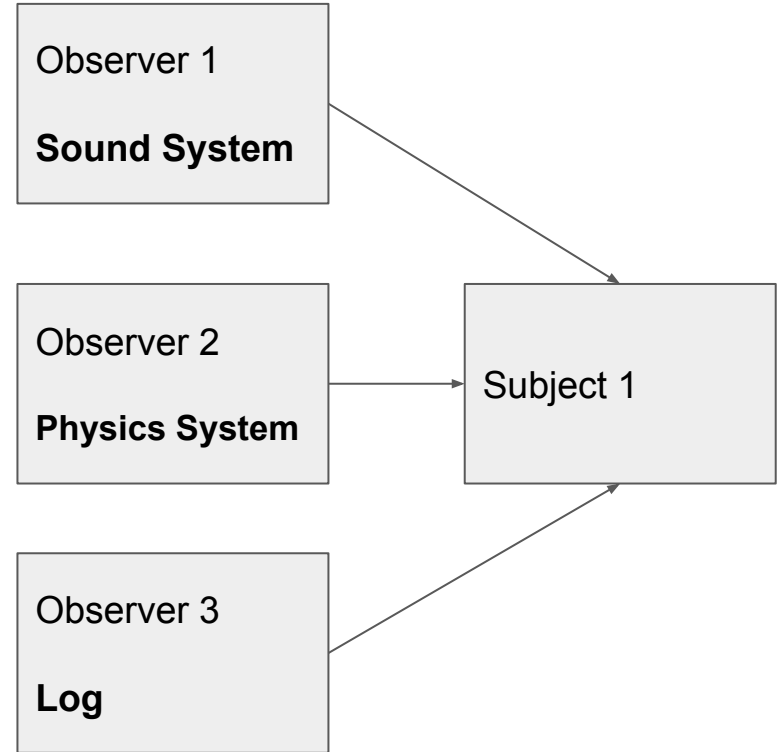 Observer 1
Sound System
Observer 2
Physics System
Subject 1
Observer 3
Log